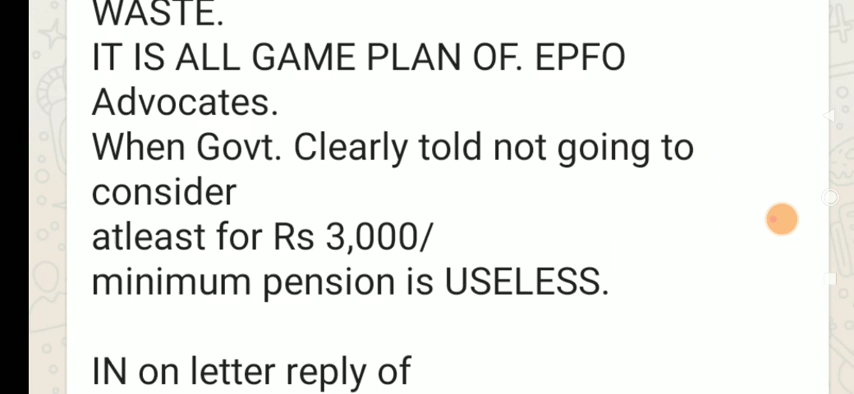 WASTE.
IT IS ALL GAME PLAN OF. EPFO
Advocates.
When Govt. Clearly told not going to
consider
atleast for Rs 3,000/
minimum pension is USELESS.
IN on letter reply of